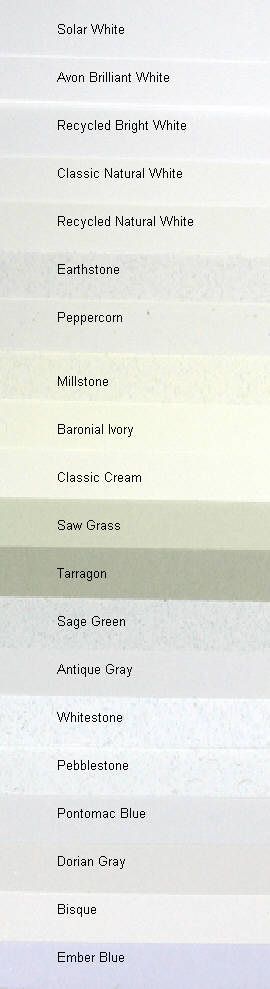 Solar White
Avon Brilliant White
Recycled Bright White
Classic Natural White
Recycled Natural White
Earthstone
Peppercorn
Millstone
Baronial Ivory
Classic Cream
Saw Grass
Tarragon
Sage Green
Antique Gray
Whitestone
Pebblestone
Pontomac Blue
Dorian Gray
Bisque
Ember Blue